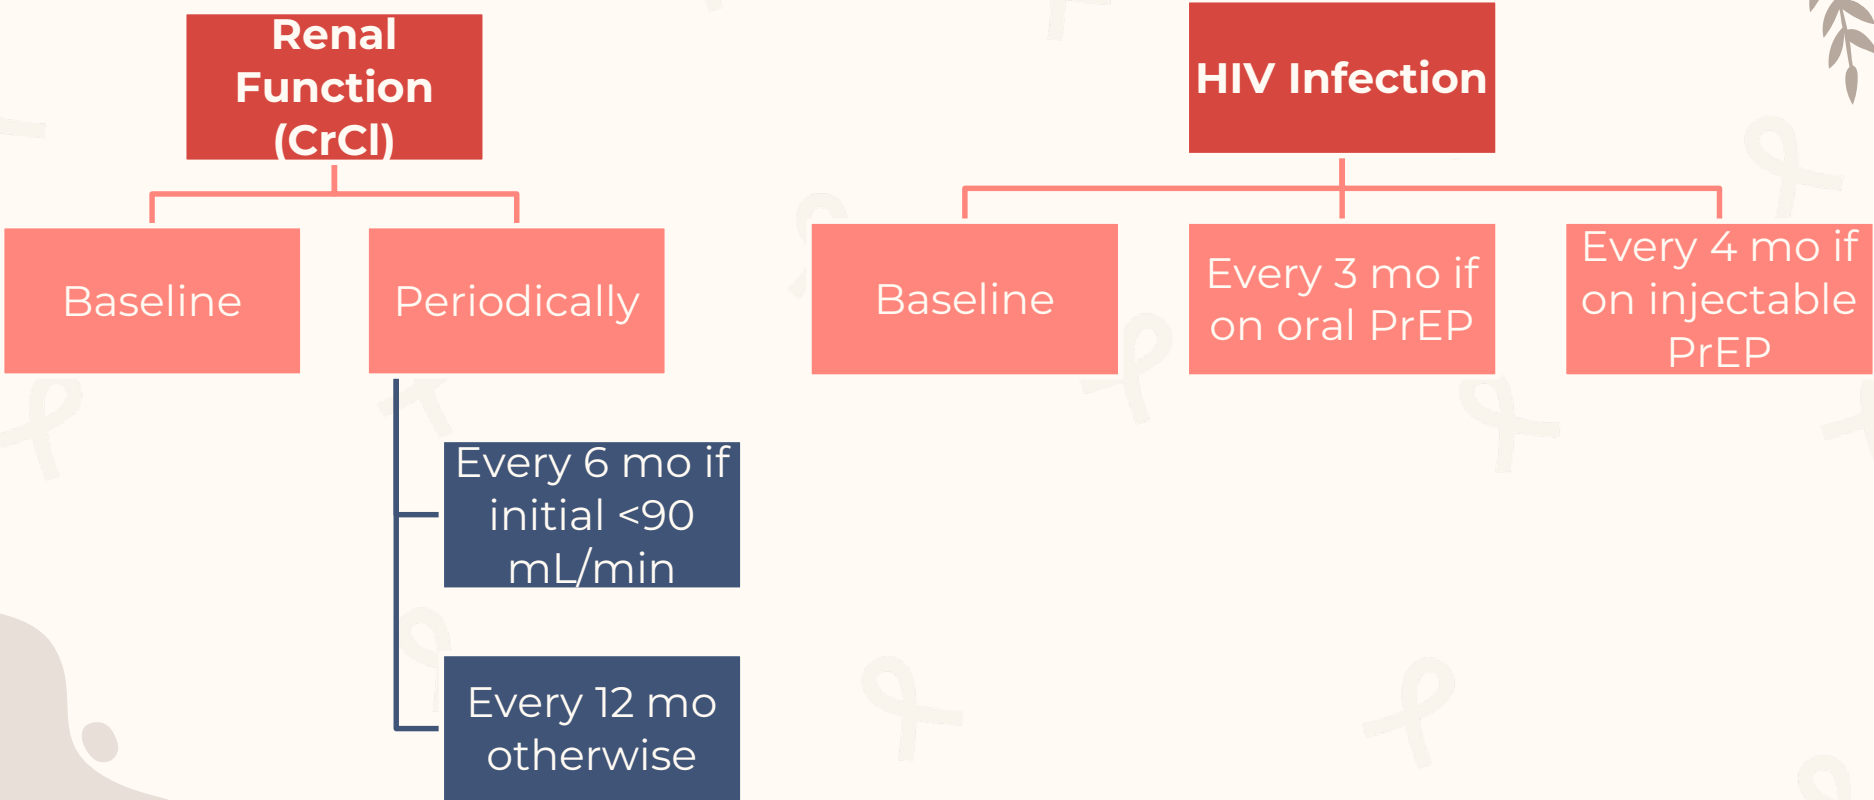 Renal
Function
(CrCl)
Baseline
Periodically
Every 6 mo if
initial <90
mL/min
Every 12 mo
otherwise
HIV Infection
Baseline
Every 3 mo if
on oral PrEP
Every 4 mo if
on injectable
PrEP